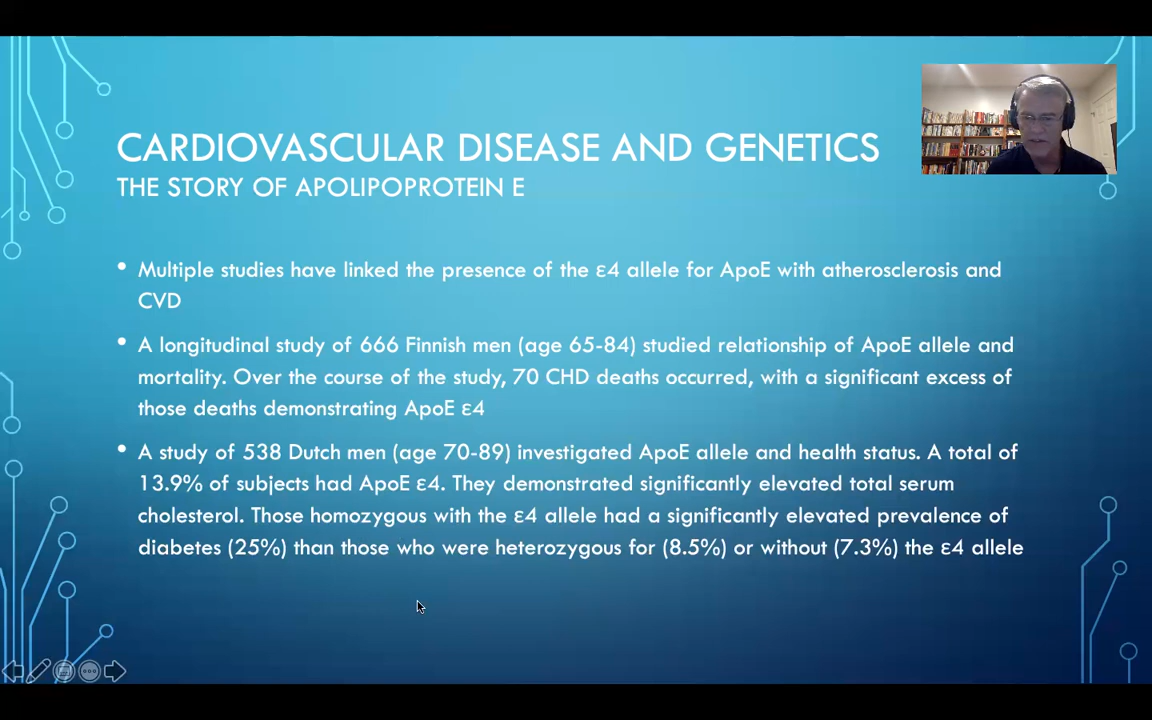 CARDIOVASCULAR DISEASE AND GENETICS
THE STORY OF APOLIPOPROTEIN E
• Multiple studies have linked the presence of the ε4 allele for ApoE with atherosclerosis and
CVD
• A longitudinal study of 666 Finnish men (age 65-84) studied relationship of ApoE allele and
mortality. Over the course of the study, 70 CHD deaths occurred, with a significant excess of
those deaths demonstrating ApoE ε4
• A study of 538 Dutch men (age 70-89) investigated ApoE allele and health status. A total of
13.9% of subjects had ApoE ε4. They demonstrated significantly elevated total serum
cholesterol. Those homozygous with the ε4 allele had a significantly elevated prevalence of
diabetes (25%) than those who were heterozygous for (8.5%) or without (7.3%) the ε4 allele